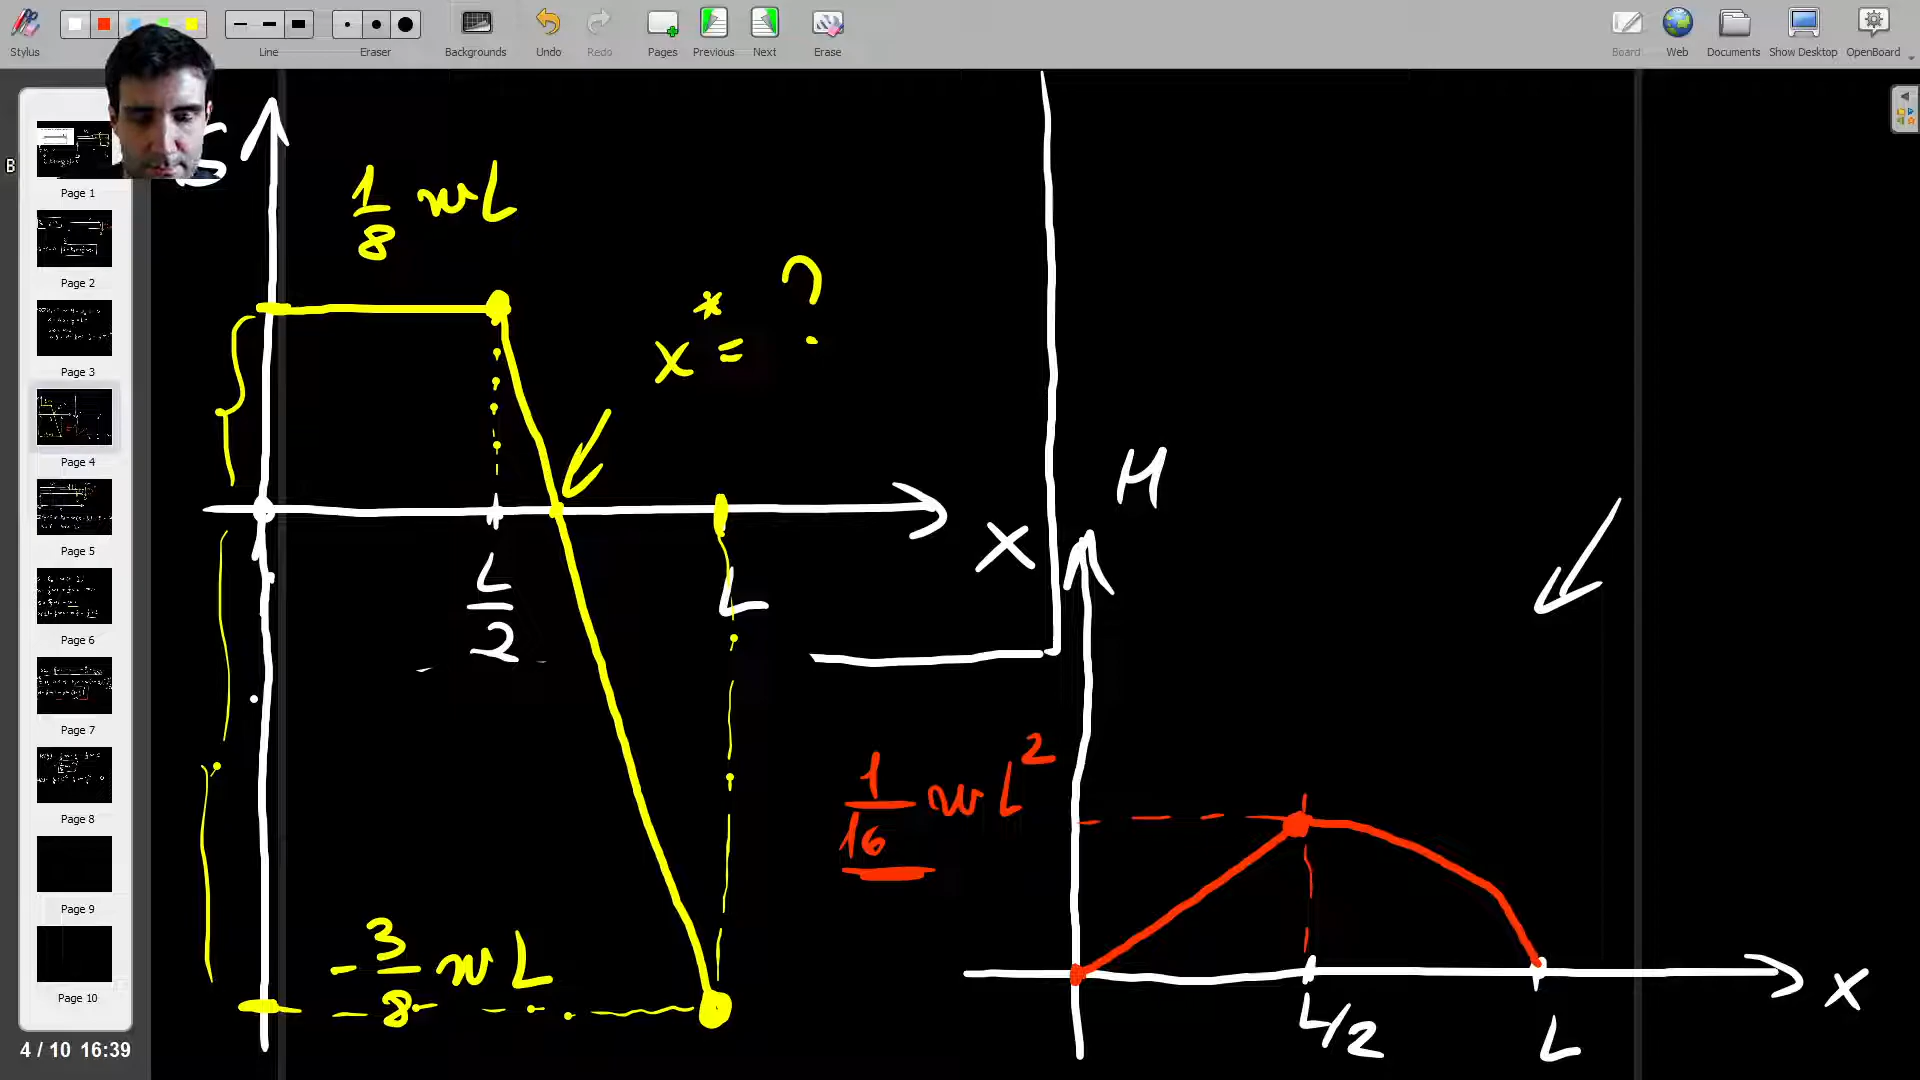 Stylus
Line
Eraser
Backgrounds
Undo
Redo
Pages
Previous
Next
Erase
Board
Web
Documents
Show Desktop
OpenBoard
B
Page 1
Page 2
Page 3
Page 4
Page 5
Page 6
Page 7
Page 8
Page 9
Page 10
4 / 10 16:39
S
1/8 wL
x* = ?
L/2
L
X
-3/8 wL
M
1/16 wL²
L/2
L
x